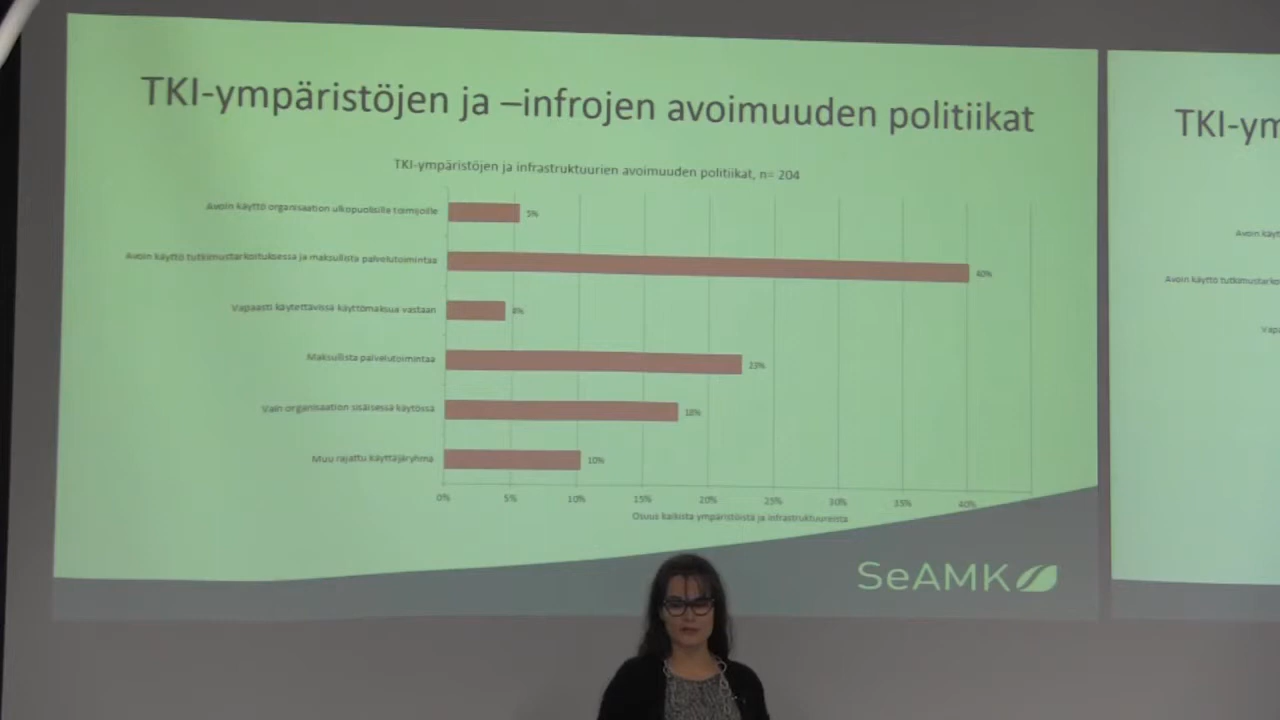 TKI-ympäristöjen ja –infrojen avoimuuden politiikat
TKI-ympäristöjen ja infrastruktuurien avoimuuden politiikat, n= 204
Avoin käyttö organisaation ulkopuolisille toimijoille
5%
Avoin käyttö tutkimustarkoituksessa ja maksullista palvelutoimintaa
40%
Vapaasti käytettävissä käyttömaksua vastaan
4%
Maksullista palvelutoimintaa
23%
Vain organisaation sisäisessä käytössä
18%
Muu rajattu käyttäjäryhmä
10%
0% 5% 10% 15% 20% 25% 30% 35% 40%
Osuus kaikista ympäristöistä ja infrastruktuureista
SeAMK
TKI-ym
Avoin käyt
Avoin käyttö tutkimustarko
Vapa